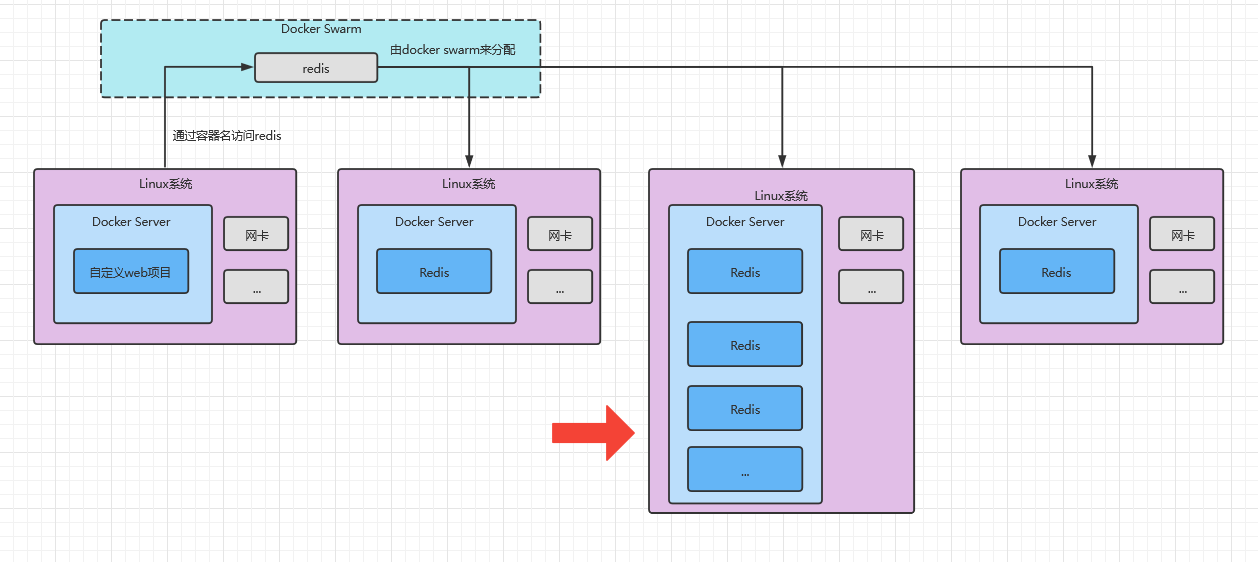 Docker Swarm
由docker swarm来分配
redis
通过容器名访问redis
Linux系统
Docker Server
自定义web项目
网卡
...
Linux系统
Docker Server
Redis
网卡
...
Linux系统
Docker Server
Redis
Redis
Redis
...
网卡
...
Linux系统
Docker Server
Redis
网卡
...